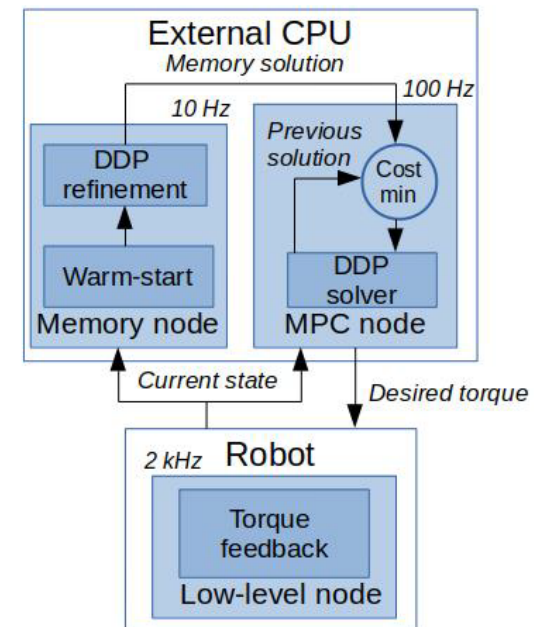 External CPU
Memory solution
10 Hz
100 Hz
DDP
refinement
Warm-start
Memory node
Previous
solution
Cost
min
DDP
solver
MPC node
Current state
Desired torque
2 kHz
Robot
Torque
feedback
Low-level node